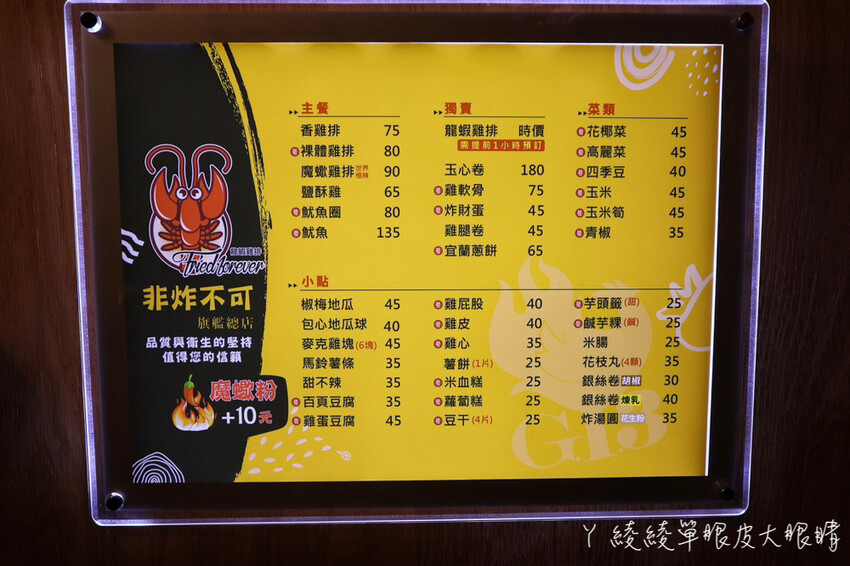 龍蝦雞排
Fried forever
非炸不可
旗艦總店
品質與衛生的堅持
值得您的信賴
魔蠍粉
+10元
主餐
香雞排 75
裸體雞排 80
魔蠍雞排 世界極辣 90
鹽酥雞 65
魷魚圈 80
魷魚 135
獨賣
龍蝦雞排 時價
需提前1小時預訂
玉心卷 180
雞軟骨 75
炸財蛋 45
雞腿卷 45
宜蘭蔥餅 65
菜類
花椰菜 45
高麗菜 45
四季豆 40
玉米 45
玉米筍 45
青椒 35
小點
椒梅地瓜 45
包心地瓜球 40
麥克雞塊(6塊) 45
馬鈴薯條 35
甜不辣 35
百頁豆腐 35
雞蛋豆腐 45
雞屁股 40
雞皮 40
雞心 35
薯餅(1片) 25
米血糕 25
蘿蔔糕 25
豆干(4片) 25
芋頭籤(甜) 25
鹹芋粿(鹹) 25
米腸 25
花枝丸(4顆) 35
銀絲卷 胡椒 30
銀絲卷 煉乳 40
炸湯圓 花生粉 35
G.13
ㄚ綾綾單眼皮大眼睛